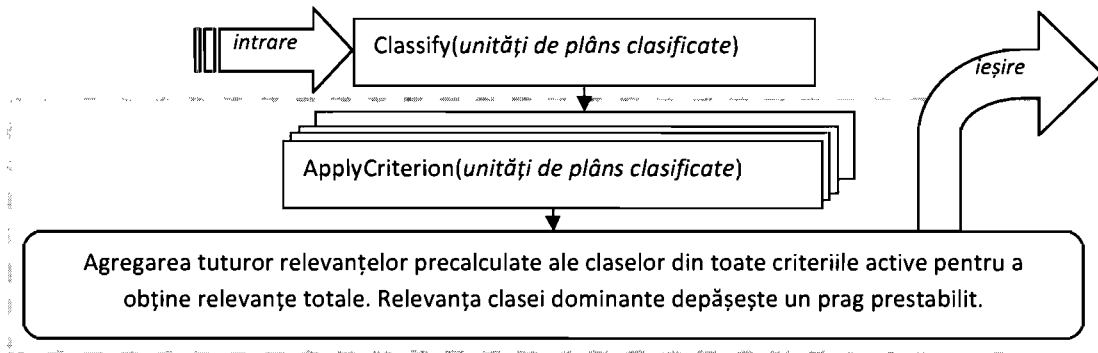 intrare
Classify(unități de plâns clasificate)
ieșire
ApplyCriterion(unități de plâns clasificate)
Agregarea tuturor relevanțelor precalculate ale claselor din toate criteriile active pentru a
obține relevanțe totale. Relevanța clasei dominante depășește un prag prestabilit.